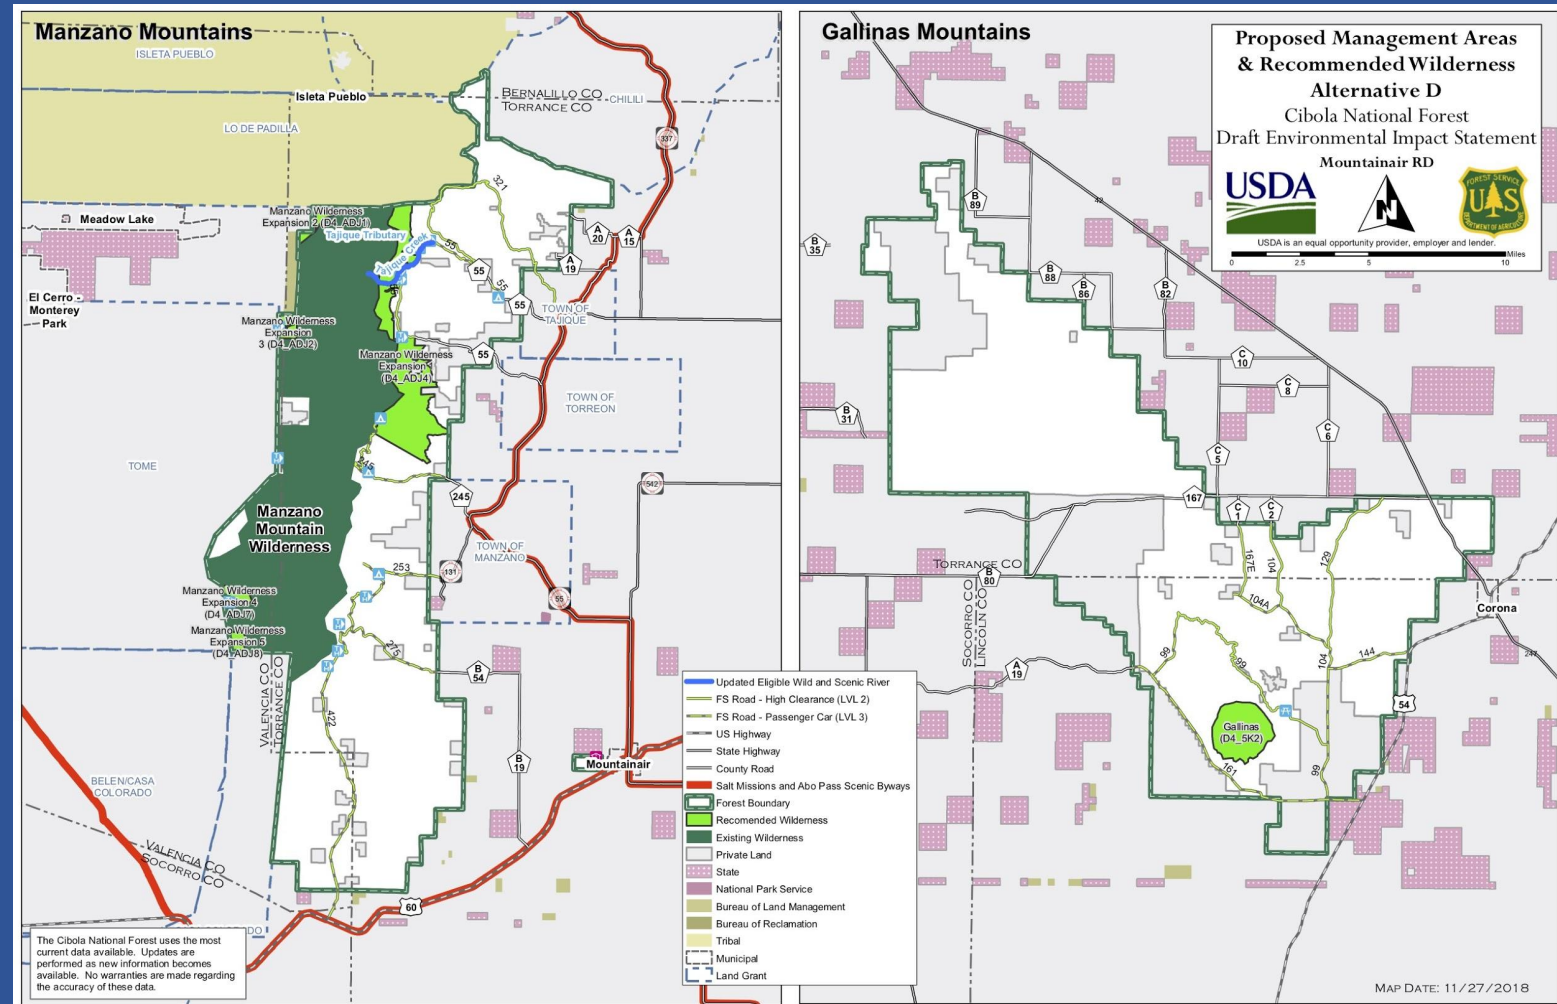 Manzano Mountains
ISLETA PUEBLO
Isleta Pueblo
BERNALILLO CO
TORRANCE CO
CHILILI
LO DE PADILLA
337
321
Meadow Lake
Manzano Wilderness
Expansion 2 (D4_ADJ1)
Tajique Tributary
Tajique Creek
55
55
55
55
A
20
A
15
A
19
El Cerro -
Monterey
Park
TOWN OF
TAJIQUE
Manzano Wilderness
Expansion
3 (D4_ADJ2)
Manzano Wilderness
Expansion
(D4_ADJ4)
55
TOWN OF
TORREON
TOME
245
245
542
Manzano
Mountain
Wilderness
TOWN OF
MANZANO
253
131
55
Manzano Wilderness
Expansion 4
(D4_ADJ7)
Manzano Wilderness
Expansion 5
(D4_ADJ8)
275
B
54
VALENCIA CO
TORRANCE CO
422
B
19
Mountainair
BELEN/CASA
COLORADO
VALENCIA CO
SOCORRO CO
60
The Cibola National Forest uses the most
current data available. Updates are
performed as new information becomes
available. No warranties are made regarding
the accuracy of these data.
Updated Eligible Wild and Scenic River
FS Road - High Clearance (LVL 2)
FS Road - Passenger Car (LVL 3)
US Highway
State Highway
County Road
Salt Missions and Abo Pass Scenic Byways
Forest Boundary
Recomended Wilderness
Existing Wilderness
Private Land
State
National Park Service
Bureau of Land Management
Bureau of Reclamation
Tribal
Municipal
Land Grant
Gallinas Mountains
Proposed Management Areas
& Recommended Wilderness
Alternative D
Cibola National Forest
Draft Environmental Impact Statement
Mountainair RD
USDA
N
FOREST SERVICE
U S
DEPARTMENT OF AGRICULTURE
USDA is an equal opportunity provider, employer and lender.
Miles
0 2.5 5 10
B
89
42
B
35
B
88
B
86
B
82
C
10
C
8
B
31
C
6
C
5
167
C
1
C
2
167E
104
129
TORRANCE CO
B
80
SOCORRO CO
LINCOLN CO
104A
Corona
A
19
99
99
104
144
247
54
Gallinas
(D4_5K2)
161
99
MAP DATE: 11/27/2018